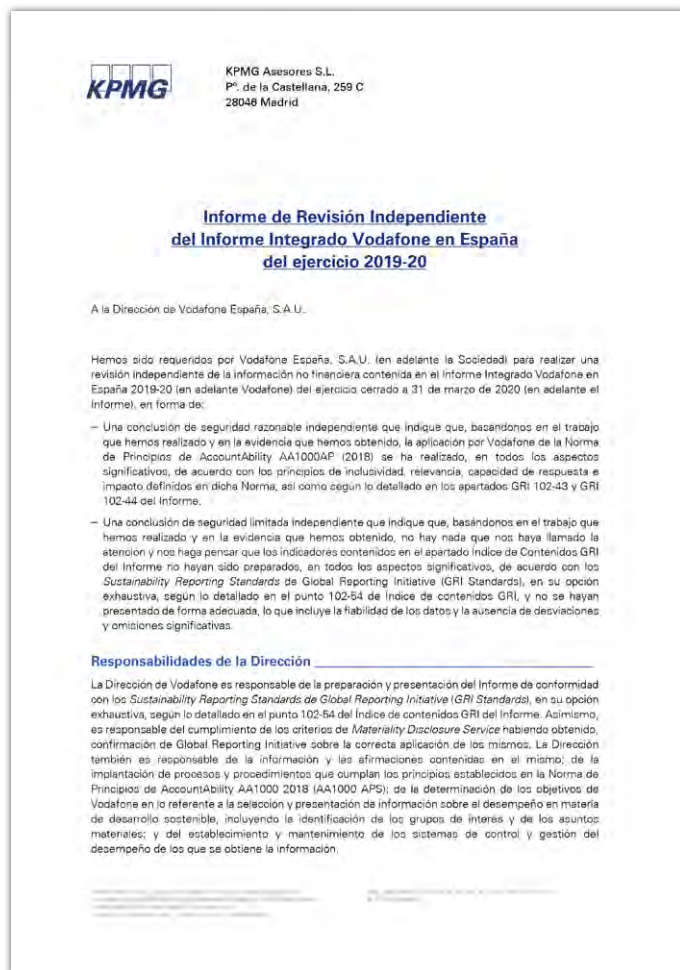 KPMG
KPMG Asesores S.L.
Pº. de la Castellana, 259 C
28046 Madrid
Informe de Revisión Independiente
del Informe Integrado Vodafone en España
del ejercicio 2019-20
A la Dirección de Vodafone España, S.A.U.
Hemos sido requeridos por Vodafone España, S.A.U. (en adelante la Sociedad) para realizar una
revisión independiente de la información no financiera contenida en el Informe Integrado Vodafone en
España 2019-20 (en adelante Vodafone) del ejercicio cerrado a 31 de marzo de 2020 (en adelante el
Informe), en forma de:
– Una conclusión de seguridad razonable independiente que indique que, basándonos en el trabajo
que hemos realizado y en la evidencia que hemos obtenido, la aplicación por Vodafone de la Norma
de Principios de AccountAbility AA1000AP (2018) se ha realizado, en todos los aspectos
significativos, de acuerdo con los principios de inclusividad, relevancia, capacidad de respuesta e
impacto definidos en dicha Norma, así como según lo detallado en los apartados GRI 102-43 y GRI
102-44 del Informe.
– Una conclusión de seguridad limitada independiente que indique que, basándonos en el trabajo que
hemos realizado y en la evidencia que hemos obtenido, no hay nada que nos haya llamado la
atención y nos haga pensar que los indicadores contenidos en el apartado Índice de Contenidos GRI
del Informe no hayan sido preparados, en todos los aspectos significativos, de acuerdo con los
Sustainability Reporting Standards de Global Reporting Initiative (GRI Standards), en su opción
exhaustiva, según lo detallado en el punto 102-54 de Índice de contenidos GRI, y no se hayan
presentado de forma adecuada, lo que incluye la fiabilidad de los datos y la ausencia de desviaciones
y omisiones significativas.
Responsabilidades de la Dirección
La Dirección de Vodafone es responsable de la preparación y presentación del Informe de conformidad
con los Sustainability Reporting Standards de Global Reporting Initiative (GRI Standards), en su opción
exhaustiva, según lo detallado en el punto 102-54 del Índice de contenidos GRI del Informe. Asimismo,
es responsable del cumplimiento de los criterios de Materiality Disclosure Service habiendo obtenido,
confirmación de Global Reporting Initiative sobre la correcta aplicación de los mismos. La Dirección
también es responsable de la información y las afirmaciones contenidas en el mismo; de la
implantación de procesos y procedimientos que cumplan los principios establecidos en la Norma de
Principios de AccountAbility AA1000 2018 (AA1000 APS); de la determinación de los objetivos de
Vodafone en lo referente a la selección y presentación de información sobre el desempeño en materia
de desarrollo sostenible, incluyendo la identificación de los grupos de interés y de los asuntos
materiales; y del establecimiento y mantenimiento de los sistemas de control y gestión del
desempeño de los que se obtiene la información.